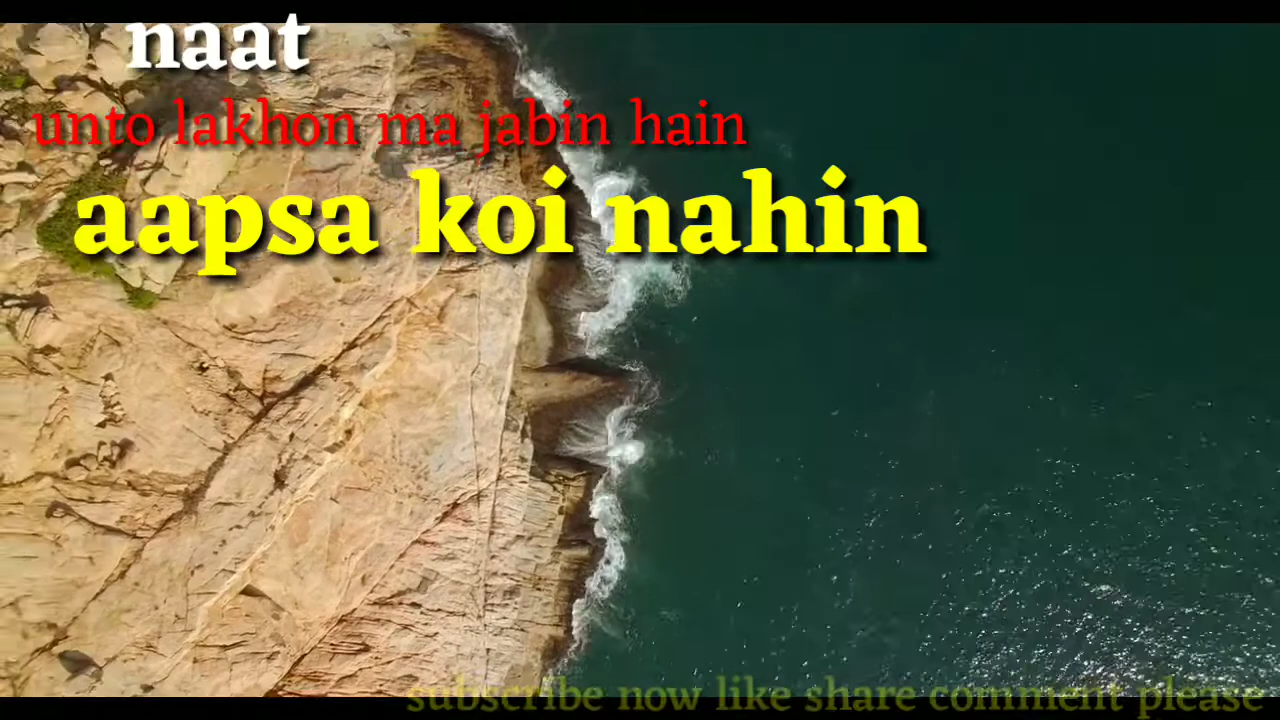 naat
unto lakhon ma jabin hain
aapsa koi nahin
subscribe now like share comment please